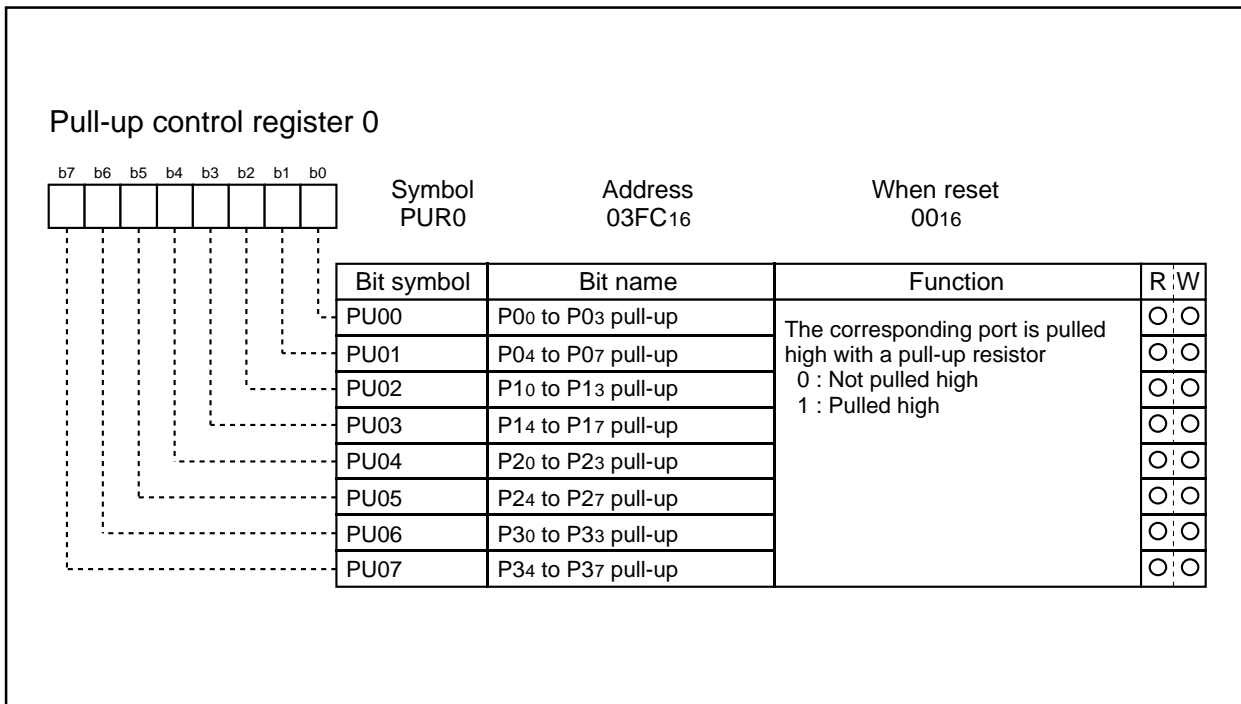 Pull-up control register 0
b7 b6 b5 b4 b3 b2 b1 b0
Symbol Address When reset
PUR0 03FC16 0016
Bit symbol Bit name Function R W
PU00 P00 to P03 pull-up The corresponding port is pulled
PU01 P04 to P07 pull-up high with a pull-up resistor
PU02 P10 to P13 pull-up 0 : Not pulled high
PU03 P14 to P17 pull-up 1 : Pulled high
PU04 P20 to P23 pull-up
PU05 P24 to P27 pull-up
PU06 P30 to P33 pull-up
PU07 P34 to P37 pull-up